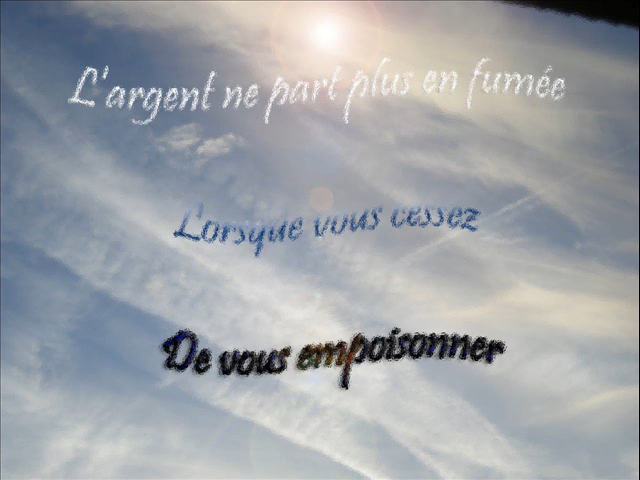 L'argent ne part plus en fumée
Lorsque vous cessez
De vous empoisonner